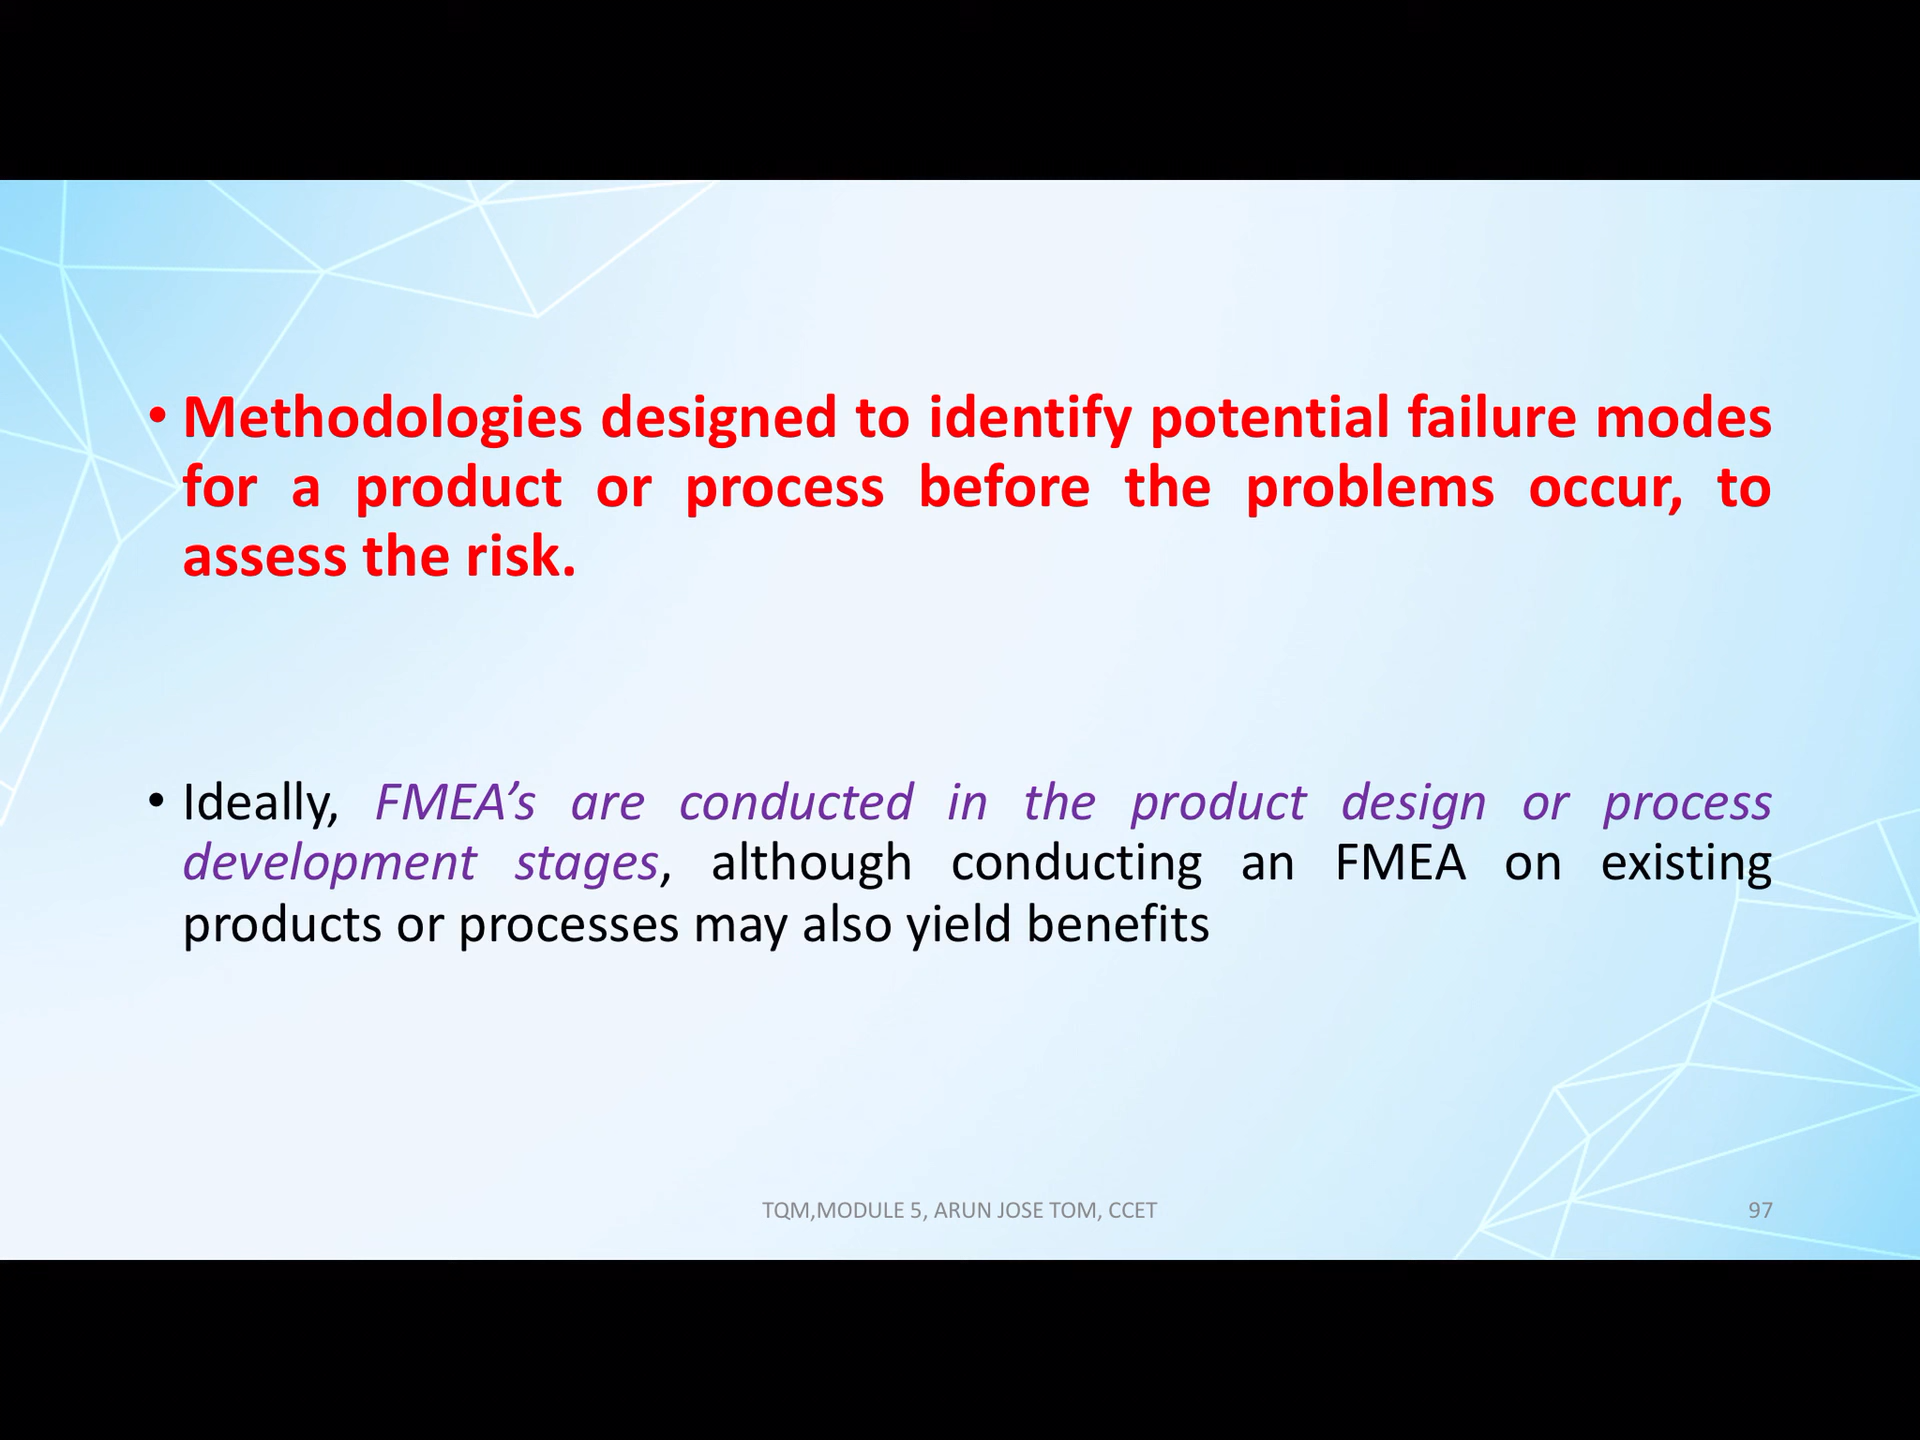 • Methodologies designed to identify potential failure modes
for a product or process before the problems occur, to
assess the risk.
• Ideally, FMEA’s are conducted in the product design or process
development stages, although conducting an FMEA on existing
products or processes may also yield benefits
TQM,MODULE 5, ARUN JOSE TOM, CCET
97